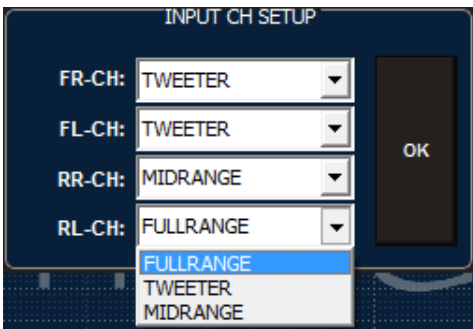 INPUT CH SETUP
FR-CH: TWEETER
FL-CH: TWEETER
OK
RR-CH: MIDRANGE
RL-CH: FULLRANGE
FULLRANGE
TWEETER
MIDRANGE